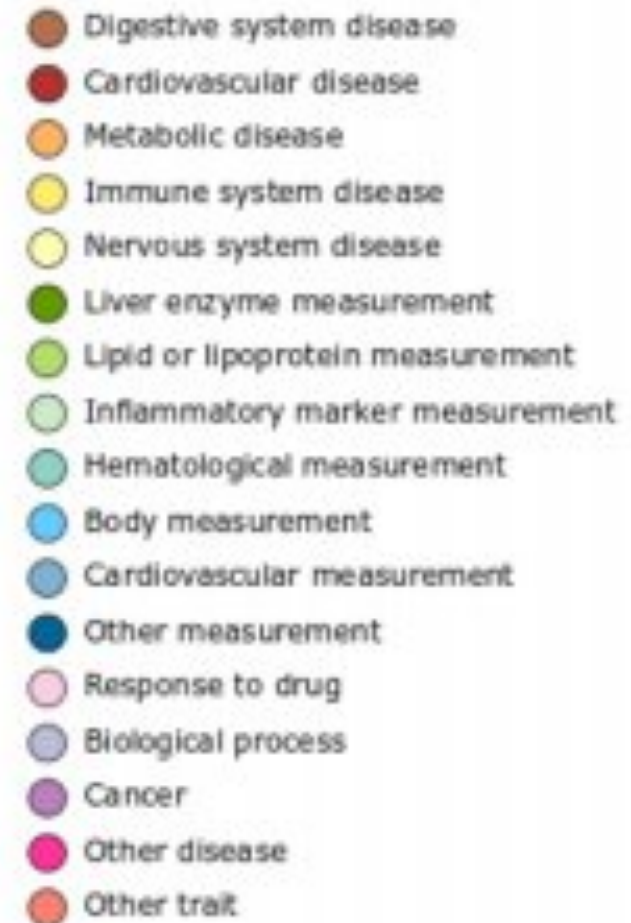 Digestive system disease
Cardiovascular disease
Metabolic disease
Immune system disease
Nervous system disease
Liver enzyme measurement
Lipid or lipoprotein measurement
Inflammatory marker measurement
Hematological measurement
Body measurement
Cardiovascular measurement
Other measurement
Response to drug
Biological process
Cancer
Other disease
Other trait